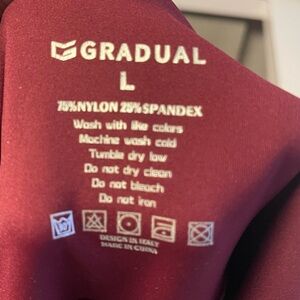 GRADUAL
L
75%NYLON 25%SPANDEX
Wash with like colors
Machine wash cold
Tumble dry low
Do not dry clean
Do not bleach
Do not iron
DESIGN IN ITALY
MADE IN CHINA